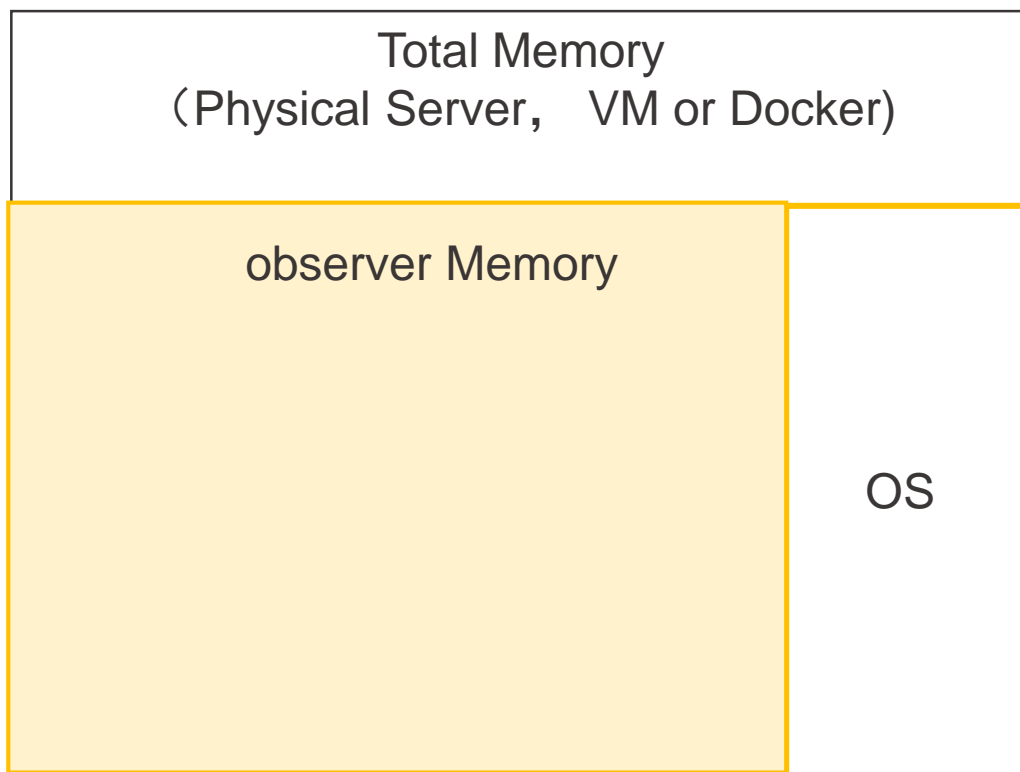 Total Memory
（Physical Server， VM or Docker)
observer Memory
OS